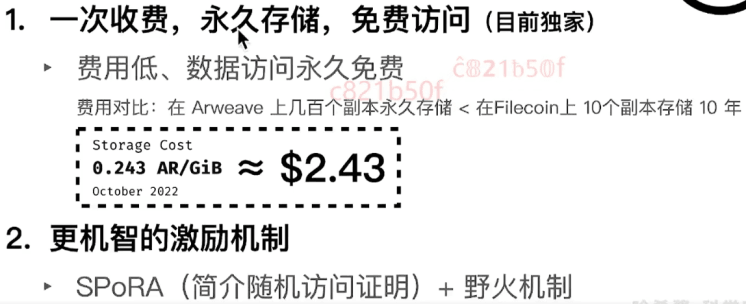 1. 一次收费，永久存储，免费访问（目前独家）
‣ 费用低、数据访问永久免费
c821b50f
c821b50f
费用对比：在 Arweave 上几百个副本永久存储 < 在Filecoin上 10个副本存储 10 年
Storage Cost
0.243 AR/GiB ≈ $2.43
October 2022
2. 更机智的激励机制
‣ SPoRA（简介随机访问证明）+ 野火机制